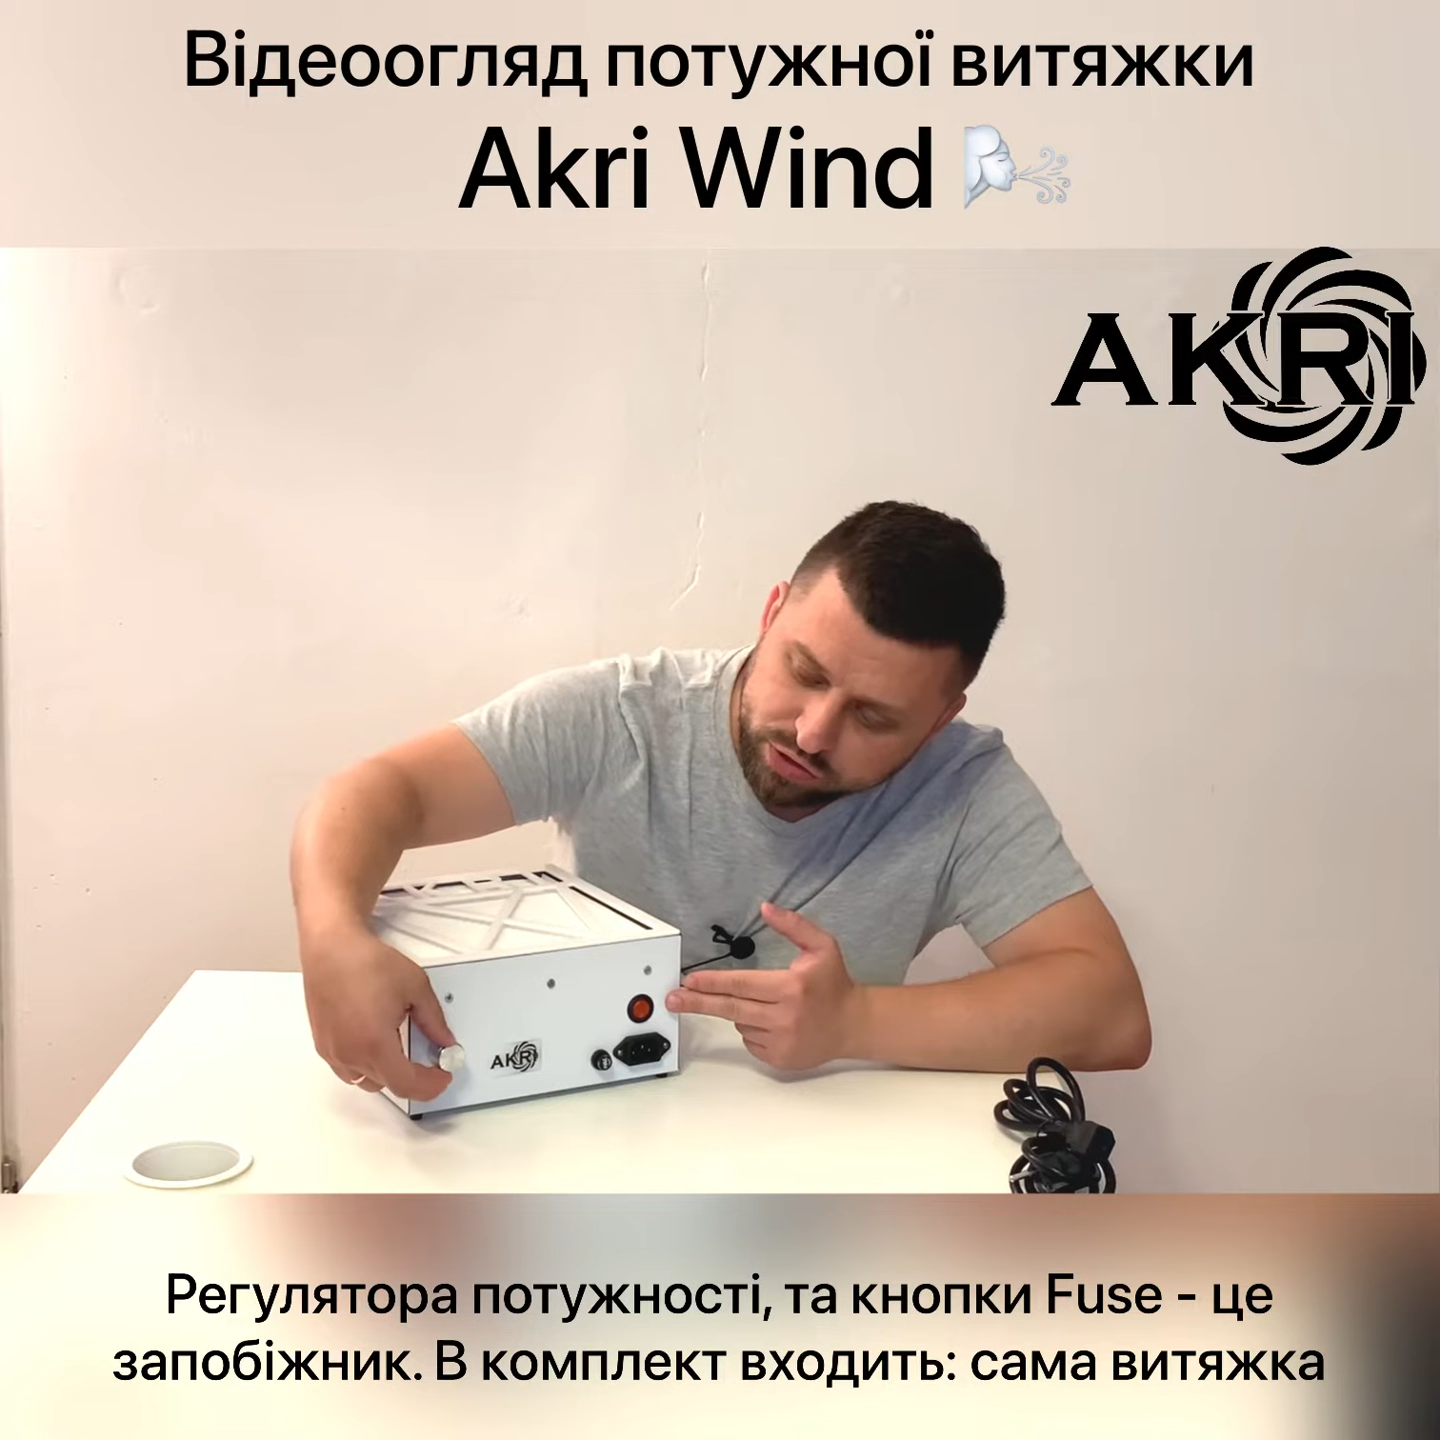 Відеоогляд потужної витяжки
Akri Wind
AKRI
AKRI
Регулятора потужності, та кнопки Fuse - це
запобіжник. В комплект входить: сама витяжка